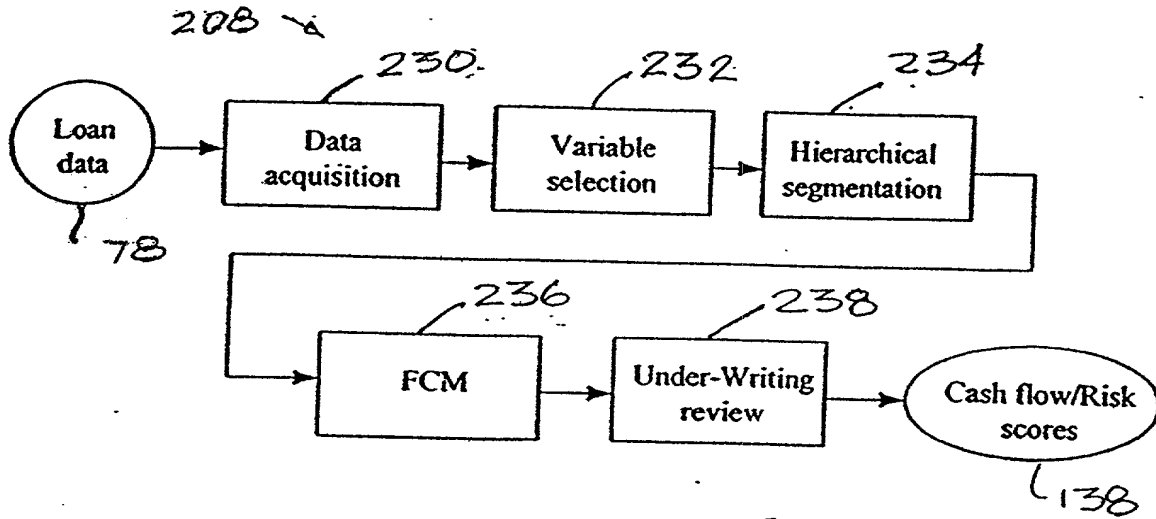 208
230
232
234
Loan
data
Data
acquisition
Variable
selection
Hierarchical
segmentation
78
236
238
FCM
Under-Writing
review
Cash flow/Risk
scores
138